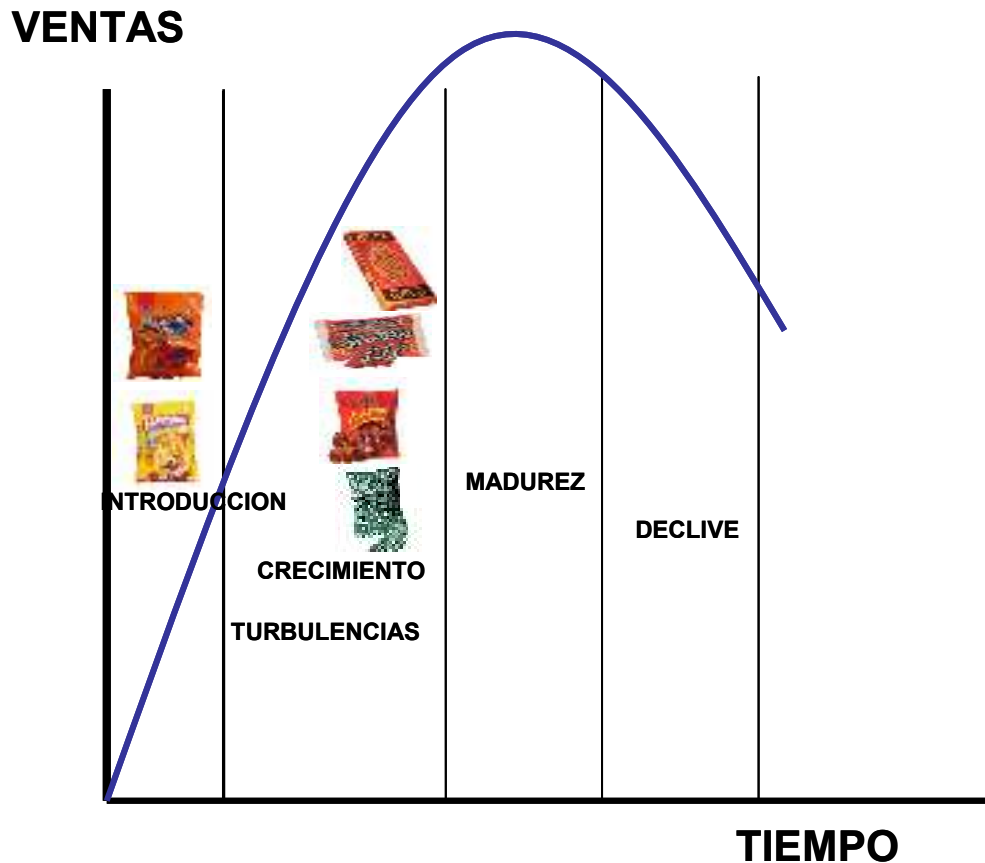 VENTAS
INTRODUCCION
MADUREZ
DECLIVE
CRECIMIENTO
TURBULENCIAS
TIEMPO